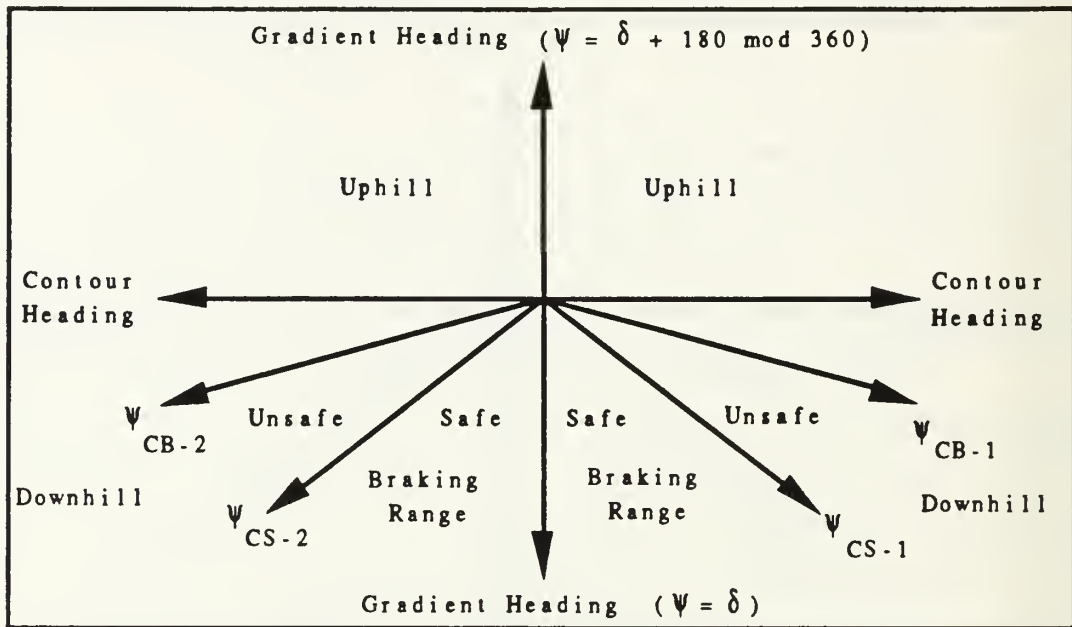 Gradient Heading (Ψ = δ + 180 mod 360)
Uphill
Uphill
Contour
Heading
Contour
Heading
Ψ CB-2
Unsafe
Safe
Safe
Unsafe
Ψ CB-1
Downhill
Ψ CS-2
Braking
Range
Braking
Range
Ψ CS-1
Downhill
Gradient Heading (Ψ = δ)